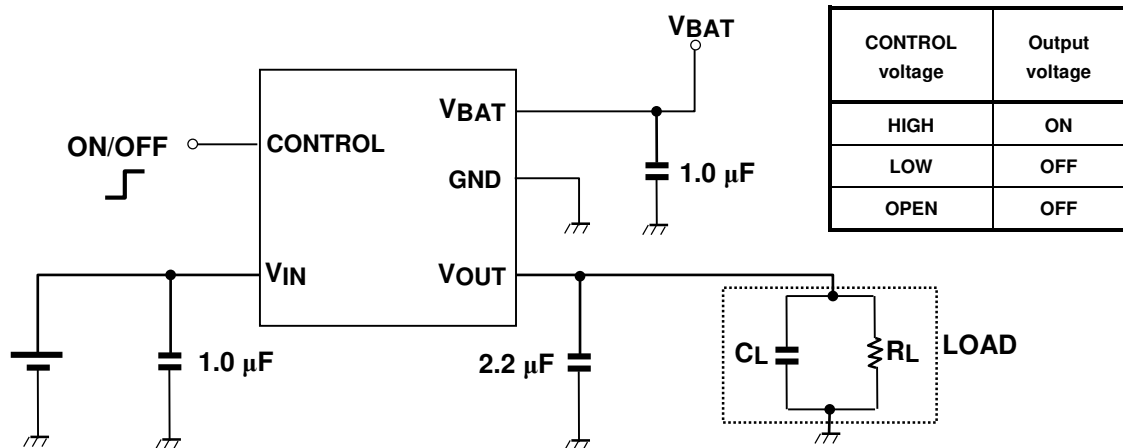 VBAT
CONTROL
voltage
Output
voltage
HIGH
ON
LOW
OFF
OPEN
OFF
ON/OFF
CONTROL
VBAT
GND
1.0 μF
VIN
VOUT
1.0 μF
2.2 μF
CL
RL
LOAD